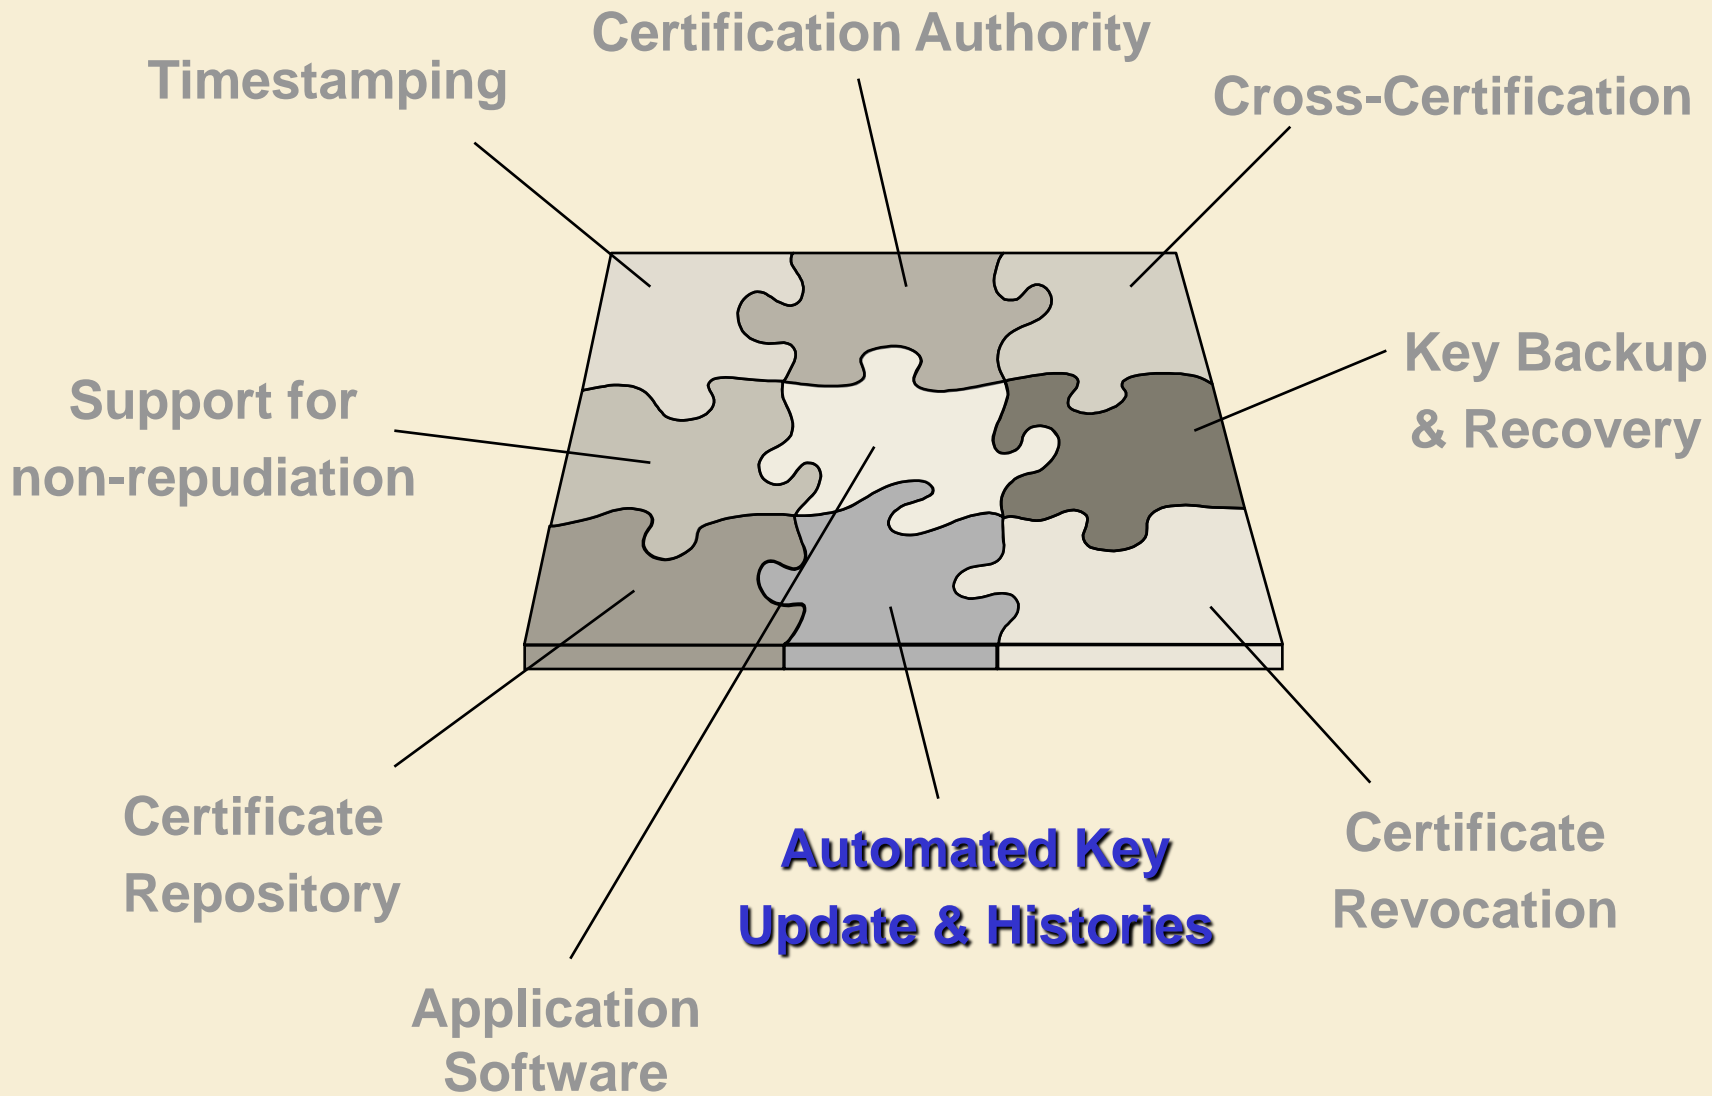 Certification Authority
Timestamping
Cross-Certification
Key Backup
& Recovery
Support for
non-repudiation
Certificate
Repository
Automated Key
Update & Histories
Certificate
Revocation
Application
Software